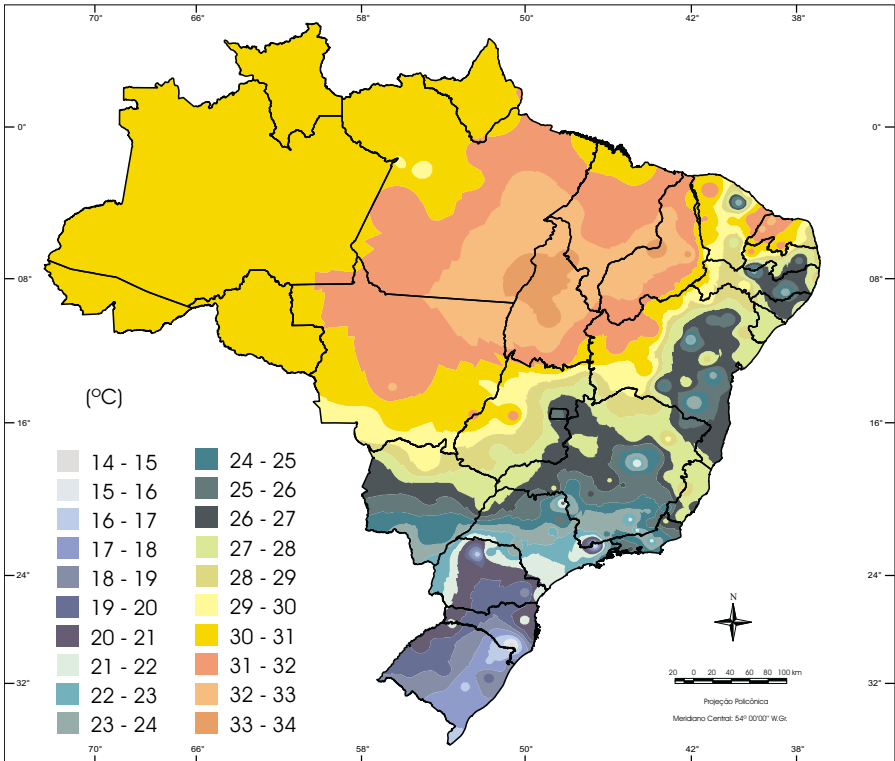 70° 66° 58° 50° 42° 38°
0° 0°
08° 08°
(°C)
16° 16°
14 - 15 24 - 25
15 - 16 25 - 26
16 - 17 26 - 27
17 - 18 27 - 28
18 - 19 28 - 29
19 - 20 29 - 30
20 - 21 30 - 31
21 - 22 31 - 32
22 - 23 32 - 33
23 - 24 33 - 34
24° 24°
N
32° 32°
20 0 20 40 60 80 100 km
Projeção Policônica
Meridiano Central: 54º 00'00" W.Gr.
70° 66° 58° 50° 42° 38°